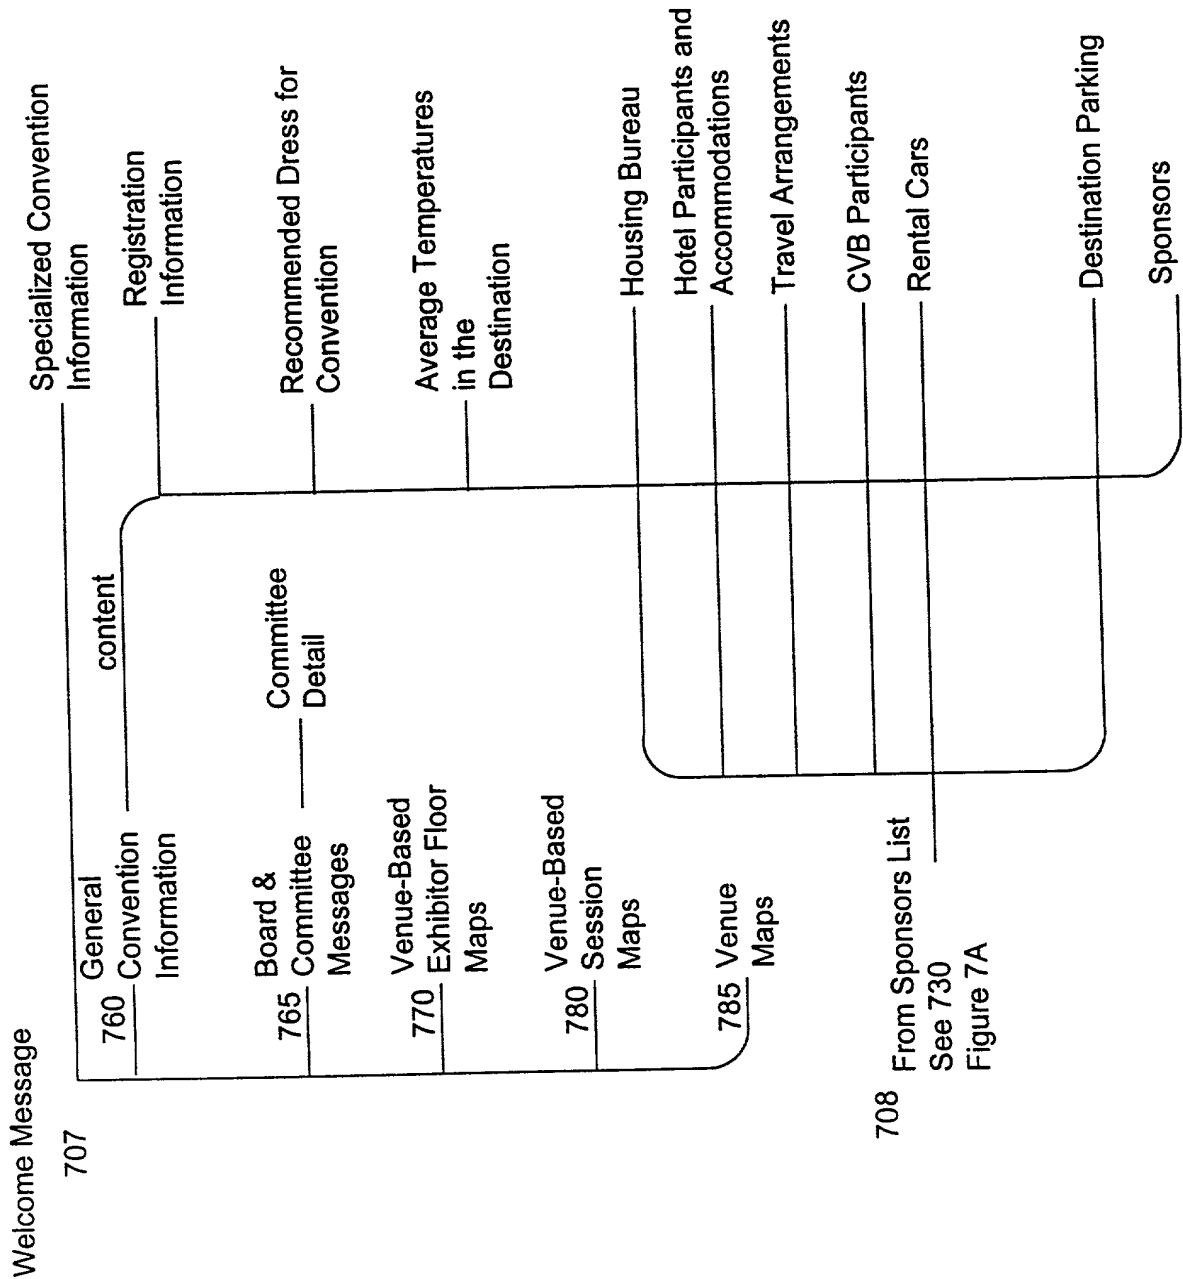 Welcome Message
707
Specialized Convention
Information
760
General
Convention
Information
content
Registration
Information
Recommended Dress for
Convention
Average Temperatures
in the
Destination
Housing Bureau
Hotel Participants and
Accommodations
Travel Arrangements
CVB Participants
Rental Cars
Destination Parking
Sponsors
765
Board &
Committee
Messages
Committee
Detail
770
Venue-Based
Exhibitor Floor
Maps
780
Venue-Based
Session
Maps
785
Venue
Maps
708
From Sponsors List
See 730
Figure 7A